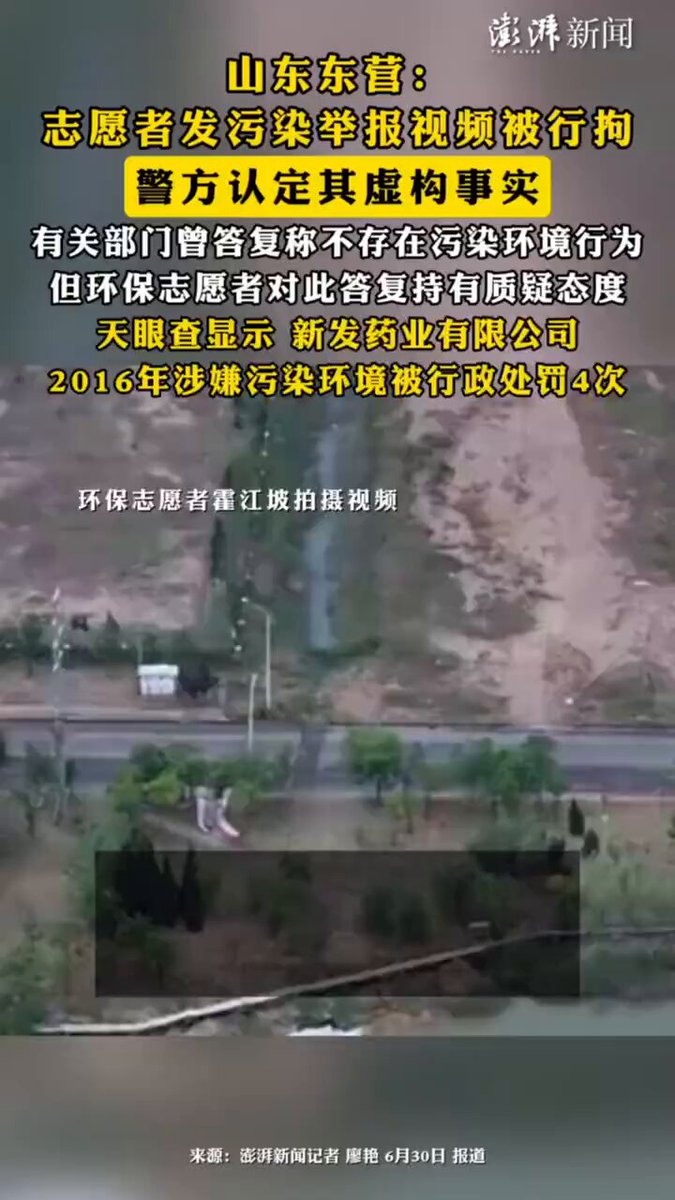 澎湃新闻
THE PAPER
山东东营：
志愿者发污染举报视频被行拘
警方认定其虚构事实
有关部门曾答复称不存在污染环境行为
但环保志愿者对此答复持有质疑态度
天眼查显示 新发药业有限公司
2016年涉嫌污染环境被行政处罚4次
环保志愿者霍江坡拍摄视频
来源：澎湃新闻记者 廖艳 6月30日 报道